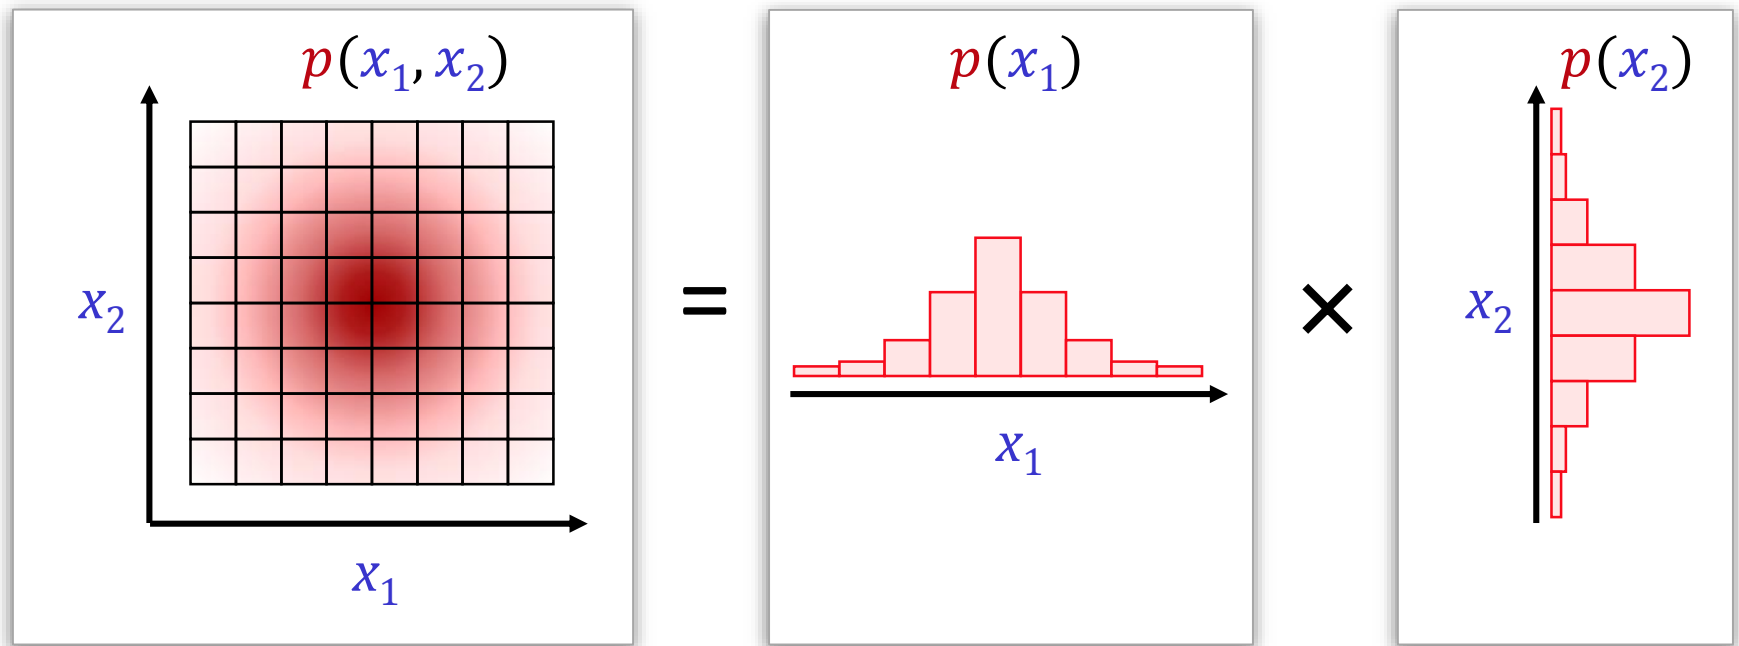 p(x₁, x₂)
x₂
x₁
=
p(x₁)
x₁
×
p(x₂)
x₂